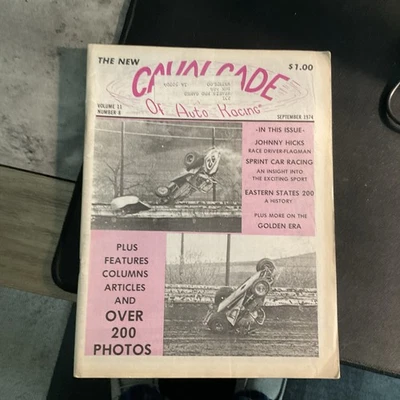 THE NEW
$1.00
CAVALCADE
Of Auto Racing
VOLUME 11
NUMBER 8
SEPTEMBER 1974
-IN THIS ISSUE-
JOHNNY HICKS
RACE DRIVER-FLAGMAN
SPRINT CAR RACING
AN INSIGHT INTO
THE EXCITING SPORT
EASTERN STATES 200
A HISTORY
PLUS MORE ON THE
GOLDEN ERA
PLUS
FEATURES
COLUMNS
ARTICLES
AND
OVER
200
PHOTOS